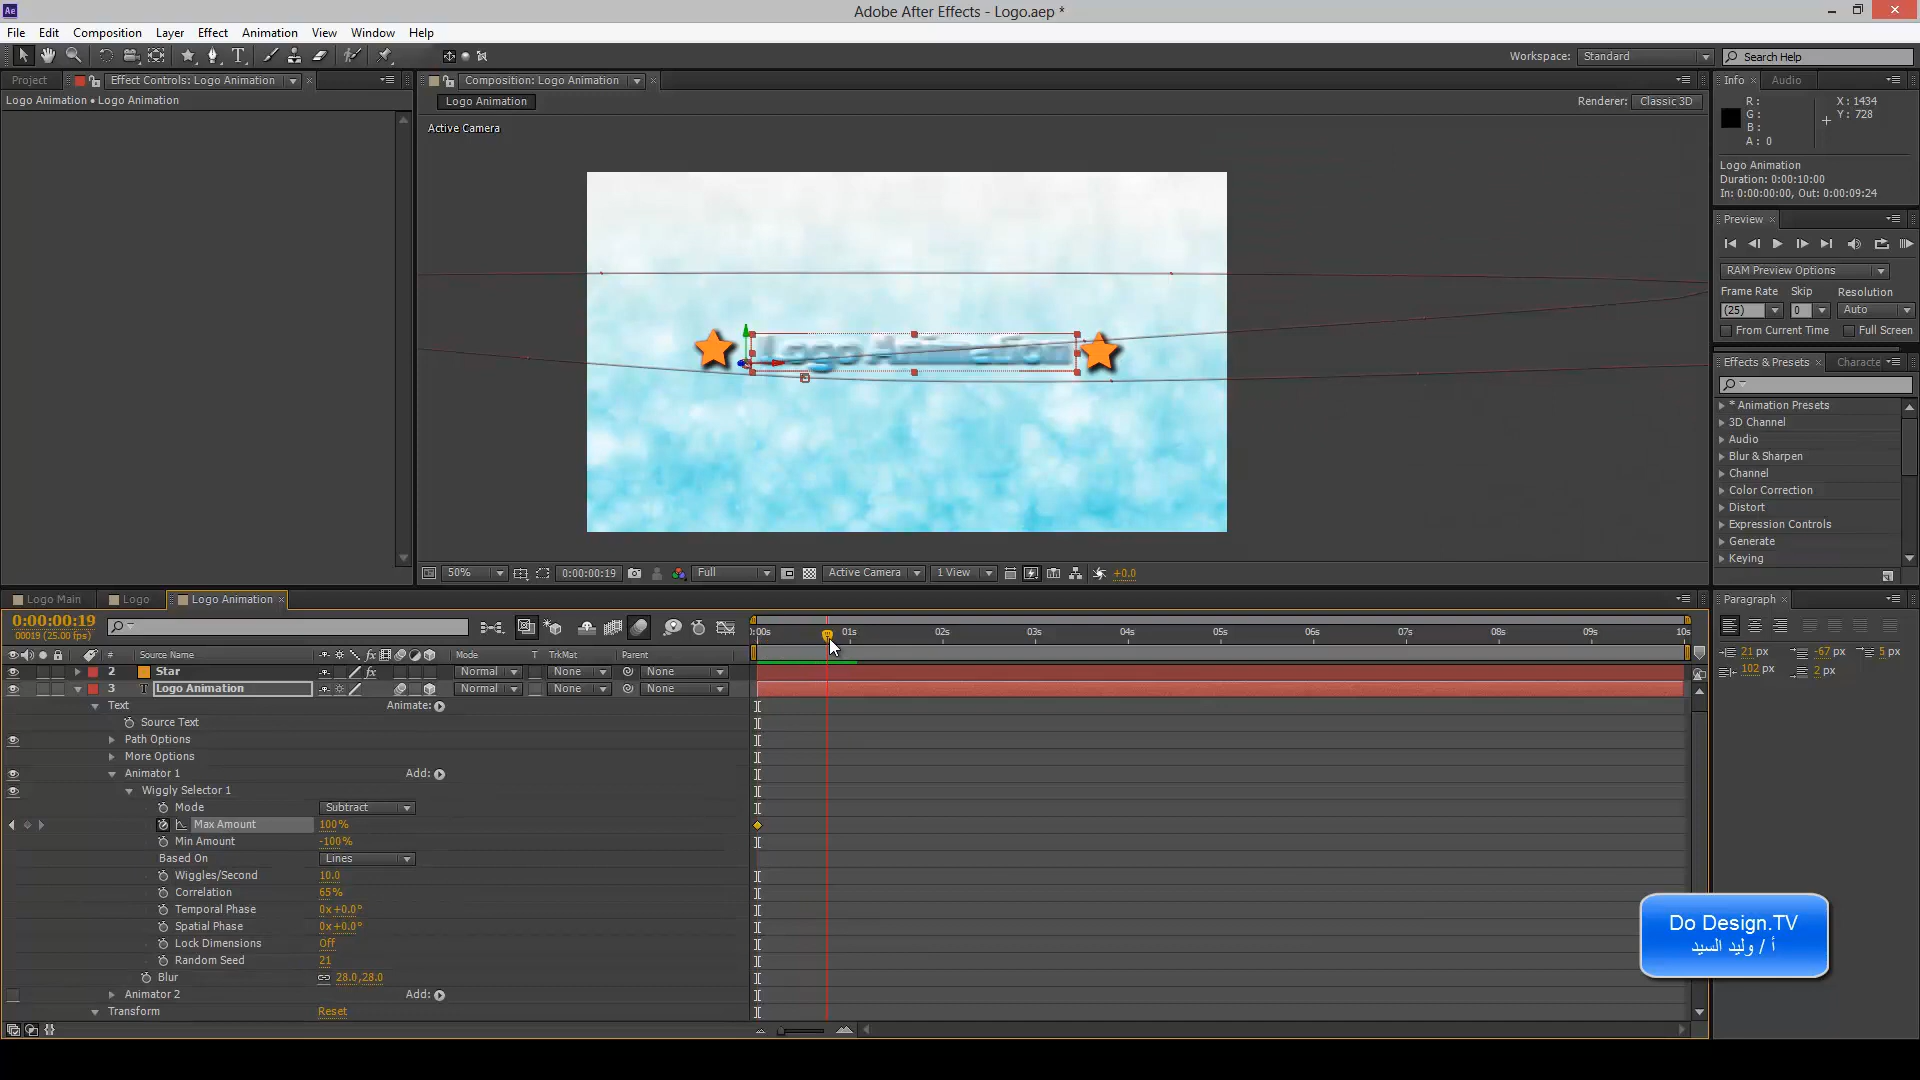 Ae
Adobe After Effects - Logo.aep *
File Edit Composition Layer Effect Animation View Window Help
Workspace: Standard Search Help
Project Effect Controls: Logo Animation Composition: Logo Animation Info Audio
Logo Animation • Logo Animation
Logo Animation
Renderer: Classic 3D
Active Camera
R :
G :
B :
A : 0
X : 1434
Y : 728
Logo Animation
Duration: 0:00:10:00
In: 0:00:00:00, Out: 0:00:09:24
Preview
RAM Preview Options
Frame Rate Skip Resolution
(25) 0 Auto
From Current Time Full Screen
Logo Animation
Effects & Presets Characte
* Animation Presets
3D Channel
Audio
Blur & Sharpen
Channel
Color Correction
Distort
Expression Controls
Generate
Keying
50% 0:00:00:19 Full Active Camera 1 View +0.0
Logo Main Logo Logo Animation
Paragraph
0:00:00:19
00019 (25.00 fps)
:00s 01s 02s 03s 04s 05s 06s 07s 08s 09s 10s
# Source Name Mode T TrkMat Parent
21 px -67 px 5 px
102 px 2 px
2 Star Normal None None
3 T Logo Animation Normal None None
Text Animate:
Source Text
Path Options
More Options
Animator 1 Add:
Wiggly Selector 1
Mode Subtract
Max Amount 100%
Min Amount -100%
Based On Lines
Wiggles/Second 10.0
Correlation 65%
Temporal Phase 0x+0.0°
Spatial Phase 0x+0.0°
Lock Dimensions Off
Random Seed 21
Blur 28.0,28.0
Animator 2 Add:
Transform Reset
Do Design.TV
أ / وليد السيد